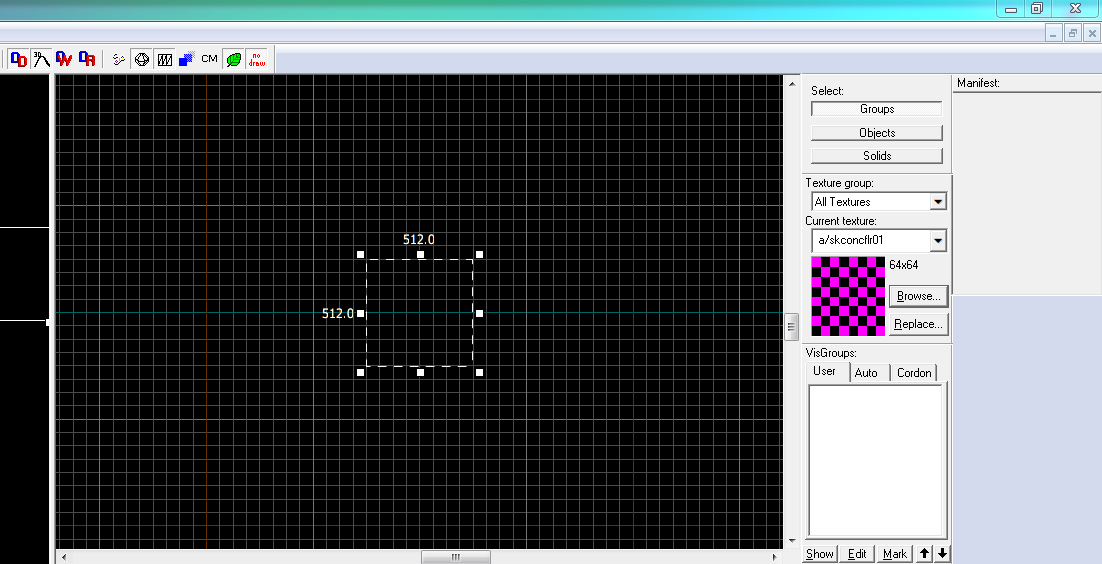 3D
CM
no
draw
Select:
Manifest:
Groups
Objects
Solids
Texture group:
All Textures
Current texture:
a/skconcflr01
64x64
Browse...
Replace...
512.0
512.0
VisGroups:
User
Auto
Cordon
Show
Edit
Mark